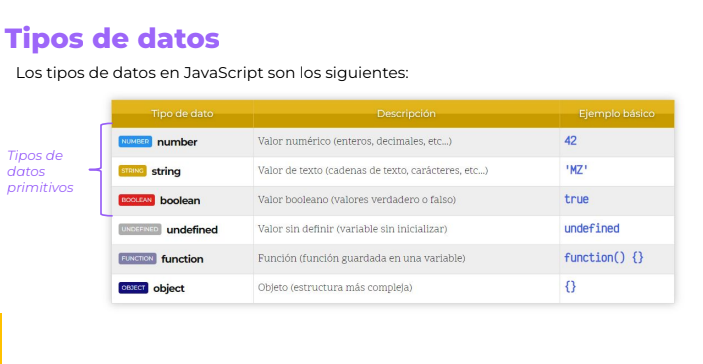 Tipos de datos
Los tipos de datos en JavaScript son los siguientes:
Tipo de dato Descripción Ejemplo básico
NUMBER number Valor numérico (enteros, decimales, etc...) 42
STRING string Valor de texto (cadenas de texto, carácteres, etc...) 'MZ'
BOOLEAN boolean Valor booleano (valores verdadero o falso) true
UNDEFINED undefined Valor sin definir (variable sin inicializar) undefined
FUNCTION function Función (función guardada en una variable) function() {}
OBJECT object Objeto (estructura más compleja) {}
Tipos de
datos
primitivos